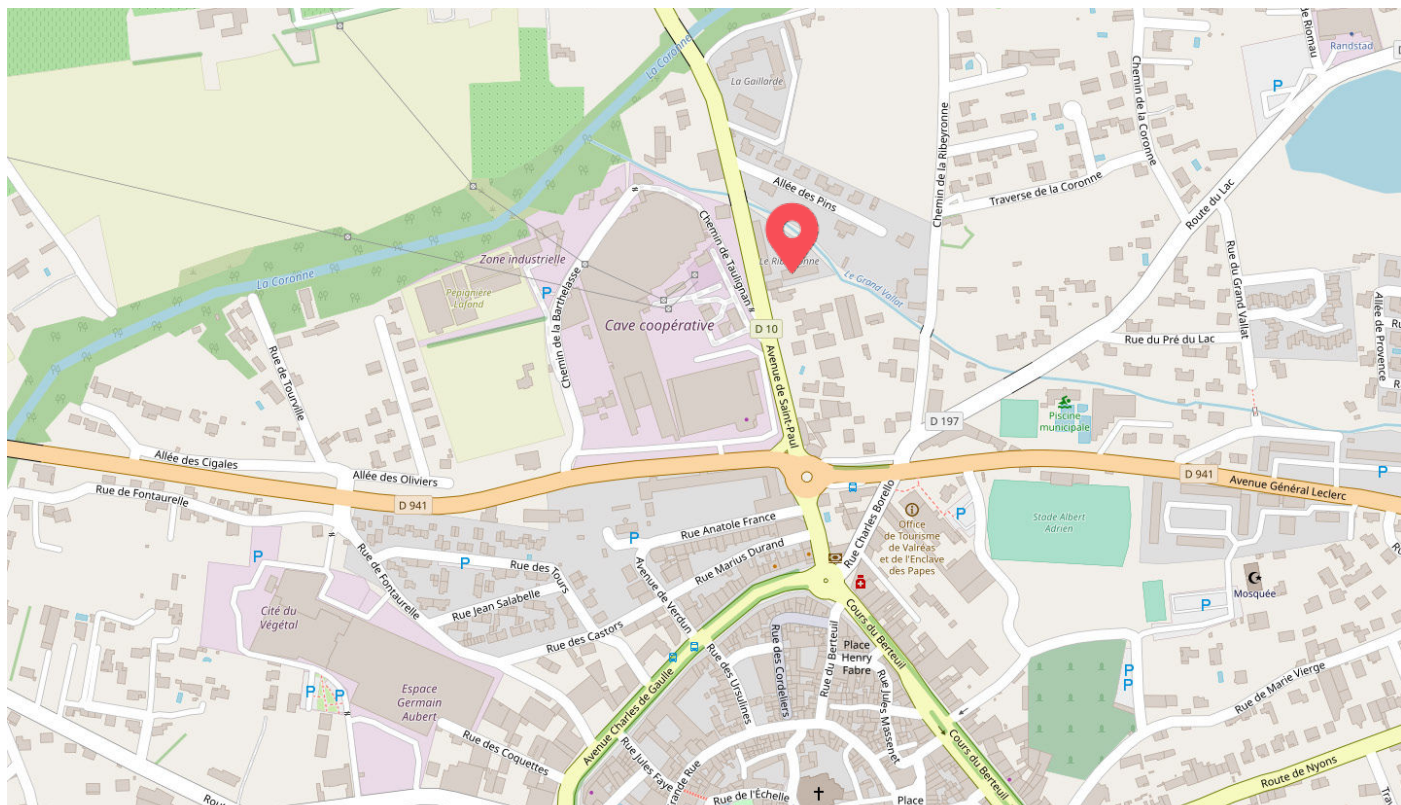 La Coronne
La Gaillarde
de Riomau
Randstad
P
Chemin de la Coronne
Chemin de la Ribeyronne
Allée des Pins
Traverse de la Coronne
Route du Lac
Chemin de Taulignan
Zone industrielle
Le Grand Vallat
Rue du Grand Vallat
La Coronne
Pépignière
Lafond
P
Chemin de la Barthelasse
Cave coopérative
D 10
Avenue de Saint-Paul
Rue du Pré du Lac
Allée de Provence
Rue de Tourville
Piscine
municipale
D 197
Allée des Cigales
Allée des Oliviers
D 941
D 941
Avenue Général Leclerc
P
Rue de Fontaurelle
Rue Anatole France
Rue Charles Borello
Office
de Tourisme
de Valréas
et de l'Enclave
des Papes
P
Stade Albert
Adrien
P
P
P
Rue des Tours
Rue Marius Durand
Avenue de Verdun
Rue de Fontaurelle
Rue Jean Salabelle
Mosquée
P
Cité du
Végétal
Rue des Castors
Cours du Berteuil
Rue du Berteuil
Place
Henry
Fabre
Rue des Cordeliers
Rue des Ursulines
Rue Jules Massenet
Avenue Charles de Gaulle
Espace
Germain
Aubert
P
P
P
P
Rue de Marie Vierge
Rue des Coquettes
Rue Jules Faye
Cours du Berteuil
Route de Nyons
Rue de l'Échelle
Place